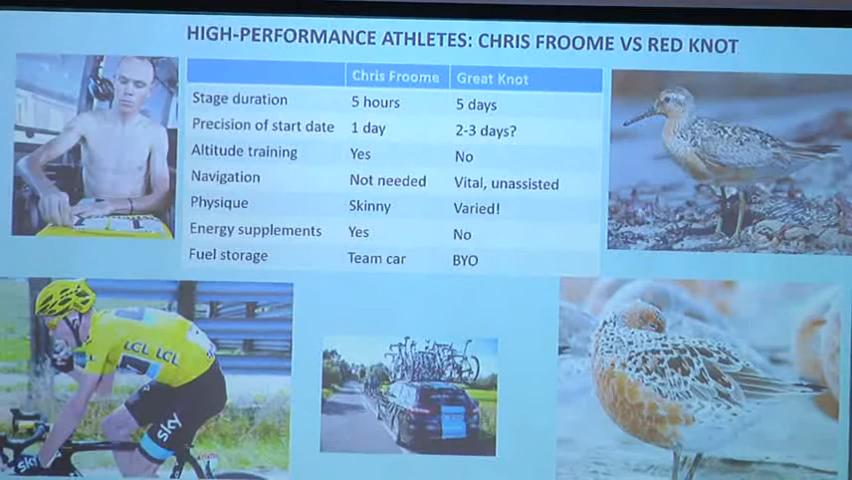 HIGH-PERFORMANCE ATHLETES: CHRIS FROOME VS RED KNOT
Chris Froome Great Knot
Stage duration 5 hours 5 days
Precision of start date 1 day 2-3 days?
Altitude training Yes No
Navigation Not needed Vital, unassisted
Physique Skinny Varied!
Energy supplements Yes No
Fuel storage Team car BYO
LCL LCL
sky
sky